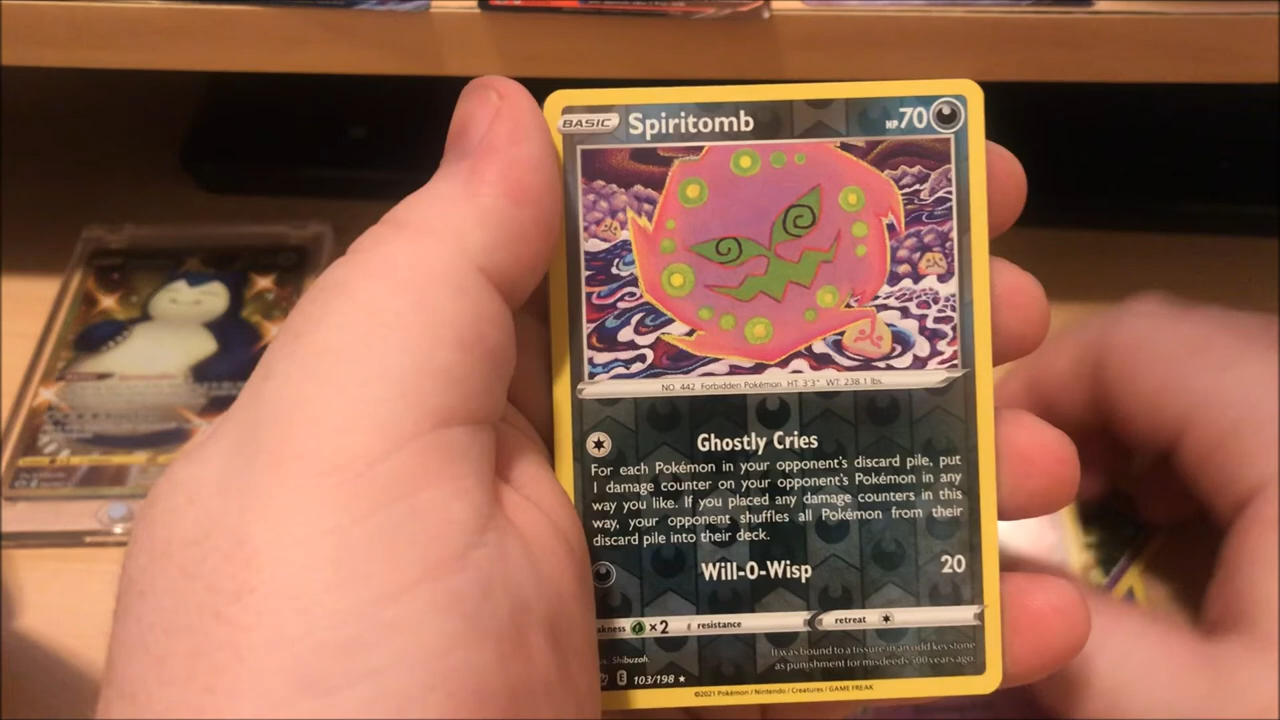 BASIC Spiritomb HP 70
NO. 442 Forbidden Pokémon HT: 3'3" WT: 238.1 lbs.
Ghostly Cries
For each Pokémon in your opponent's discard pile, put
1 damage counter on your opponent's Pokémon in any
way you like. If you placed any damage counters in this
way, your opponent shuffles all Pokémon from their
discard pile into their deck.
Will-O-Wisp 20
akness ×2 resistance retreat
s. Shibuzoh.
It was bound to a fissure in an odd keystone
as punishment for misdeeds 500 years ago.
E 103/198 ★
©2021 Pokémon / Nintendo / Creatures / GAME FREAK